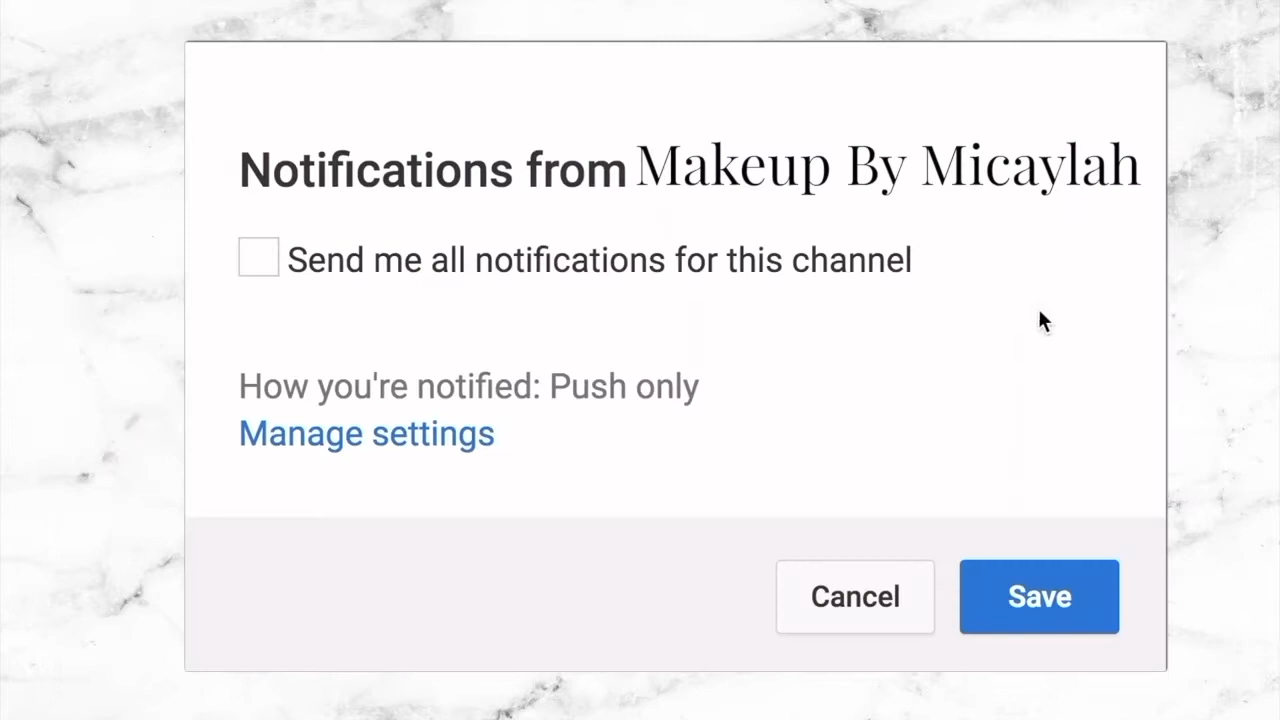 Notifications from Makeup By Micaylah
Send me all notifications for this channel
How you're notified: Push only
Manage settings
Cancel Save